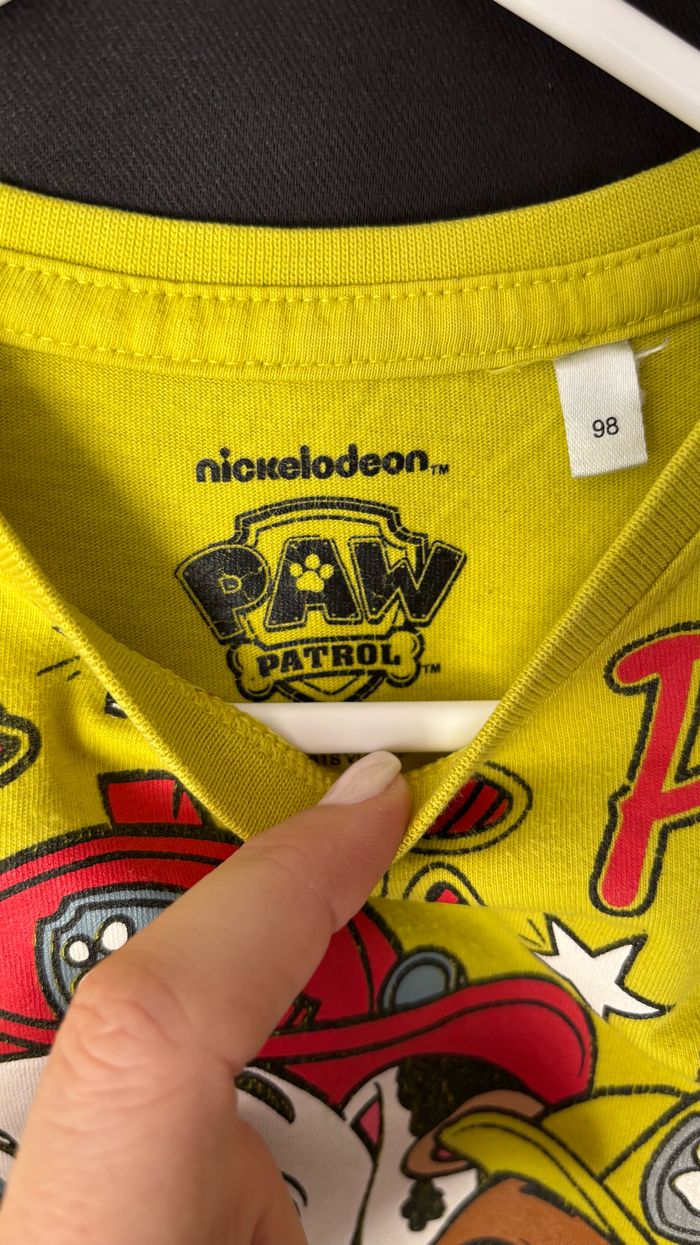 nickelodeon™
98
PAW
PATROL™